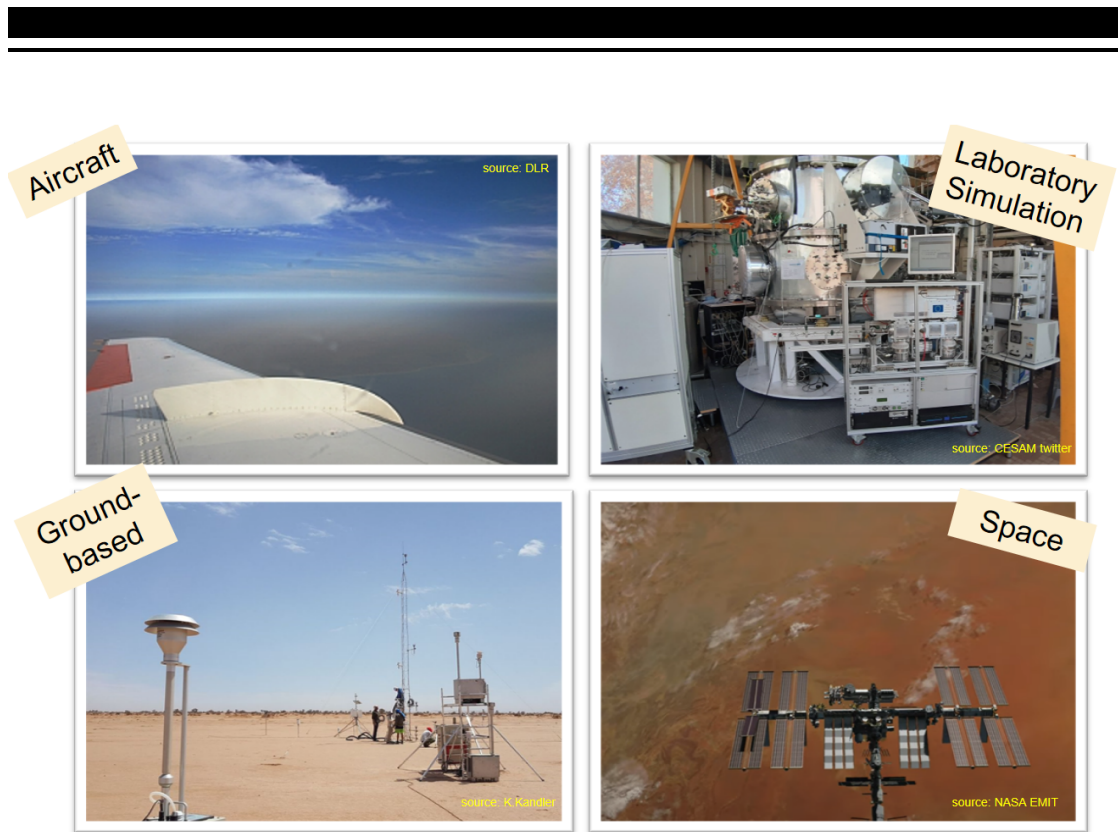 Aircraft
source: DLR
Laboratory
Simulation
source: CESAM twitter
Ground-
based
source: K.Kandler
Space
source: NASA EMIT